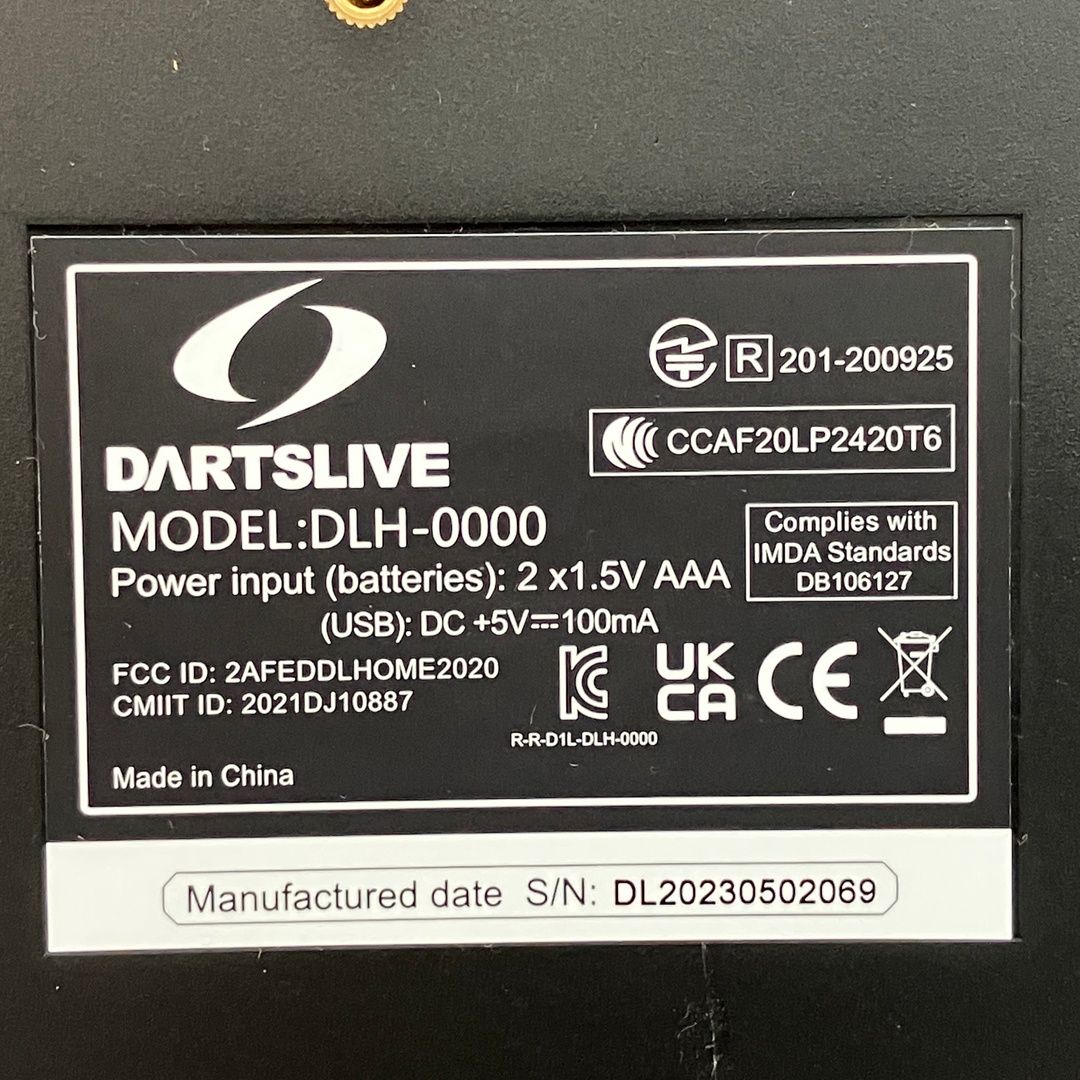 R 201-200925
CCAF20LP2420T6
DARTSLIVE
MODEL:DLH-0000
Complies with
IMDA Standards
DB106127
Power input (batteries): 2 x1.5V AAA
(USB): DC +5V⎓100mA
FCC ID: 2AFEDDLHOME2020
CMIIT ID: 2021DJ10887
UK
CA
CE
R-R-D1L-DLH-0000
Made in China
Manufactured date S/N: DL20230502069